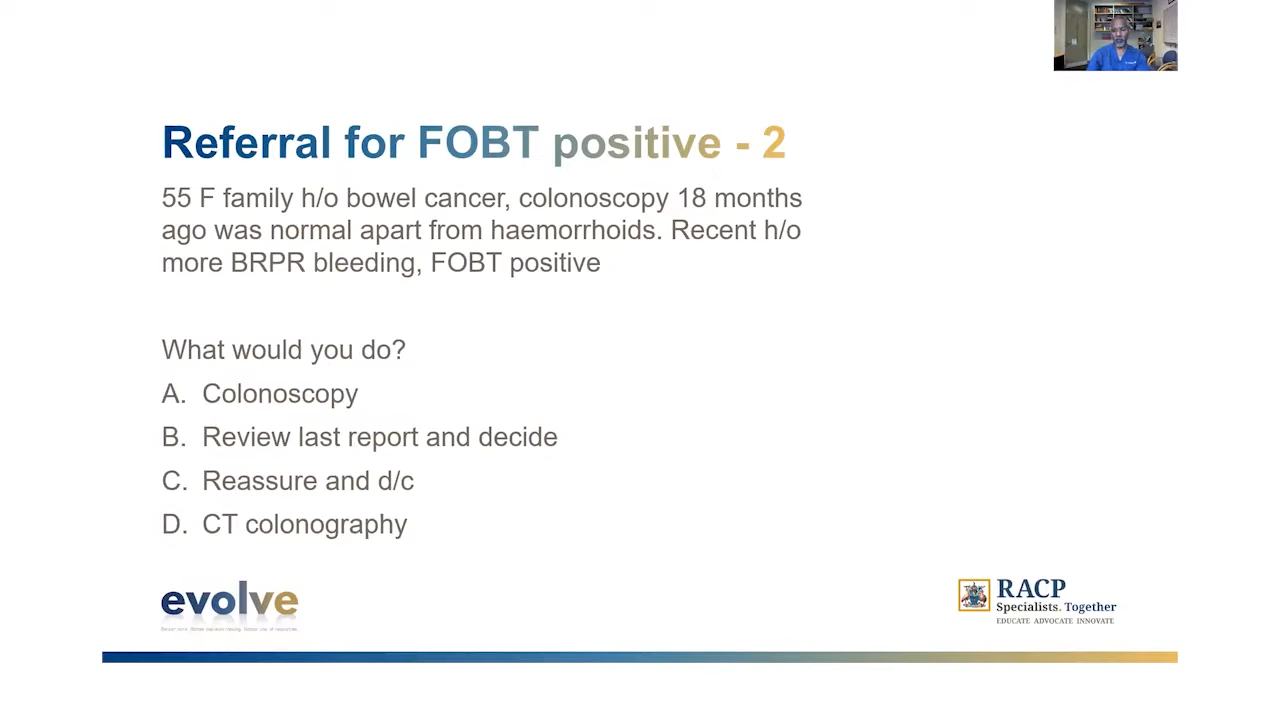 Referral for FOBT positive - 2
55 F family h/o bowel cancer, colonoscopy 18 months
ago was normal apart from haemorrhoids. Recent h/o
more BRPR bleeding, FOBT positive
What would you do?
A. Colonoscopy
B. Review last report and decide
C. Reassure and d/c
D. CT colonography
evolve
RACP
Specialists. Together
EDUCATE ADVOCATE INNOVATE